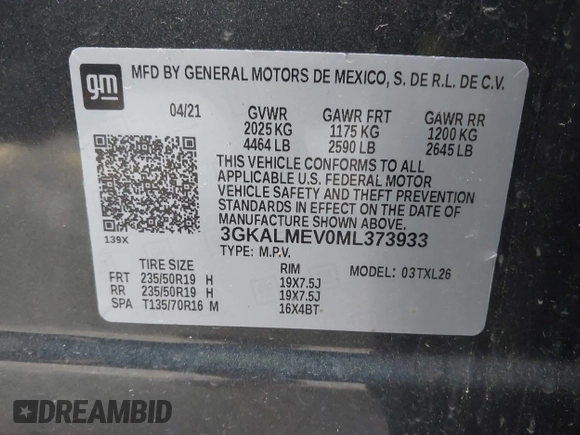 gm MFD BY GENERAL MOTORS DE MEXICO, S. DE R.L. DE C.V.
04/21 GVWR GAWR FRT GAWR RR
2025 KG 1175 KG 1200 KG
4464 LB 2590 LB 2645 LB
THIS VEHICLE CONFORMS TO ALL
APPLICABLE U.S. FEDERAL MOTOR
VEHICLE SAFETY AND THEFT PREVENTION
STANDARDS IN EFFECT ON THE DATE OF
MANUFACTURE SHOWN ABOVE.
139X 3GKALMEV0ML373933
TYPE: M.P.V.
TIRE SIZE RIM MODEL: 03TXL26
FRT 235/50R19 H 19X7.5J
RR 235/50R19 H 19X7.5J
SPA T135/70R16 M 16X4BT
DREAMBID